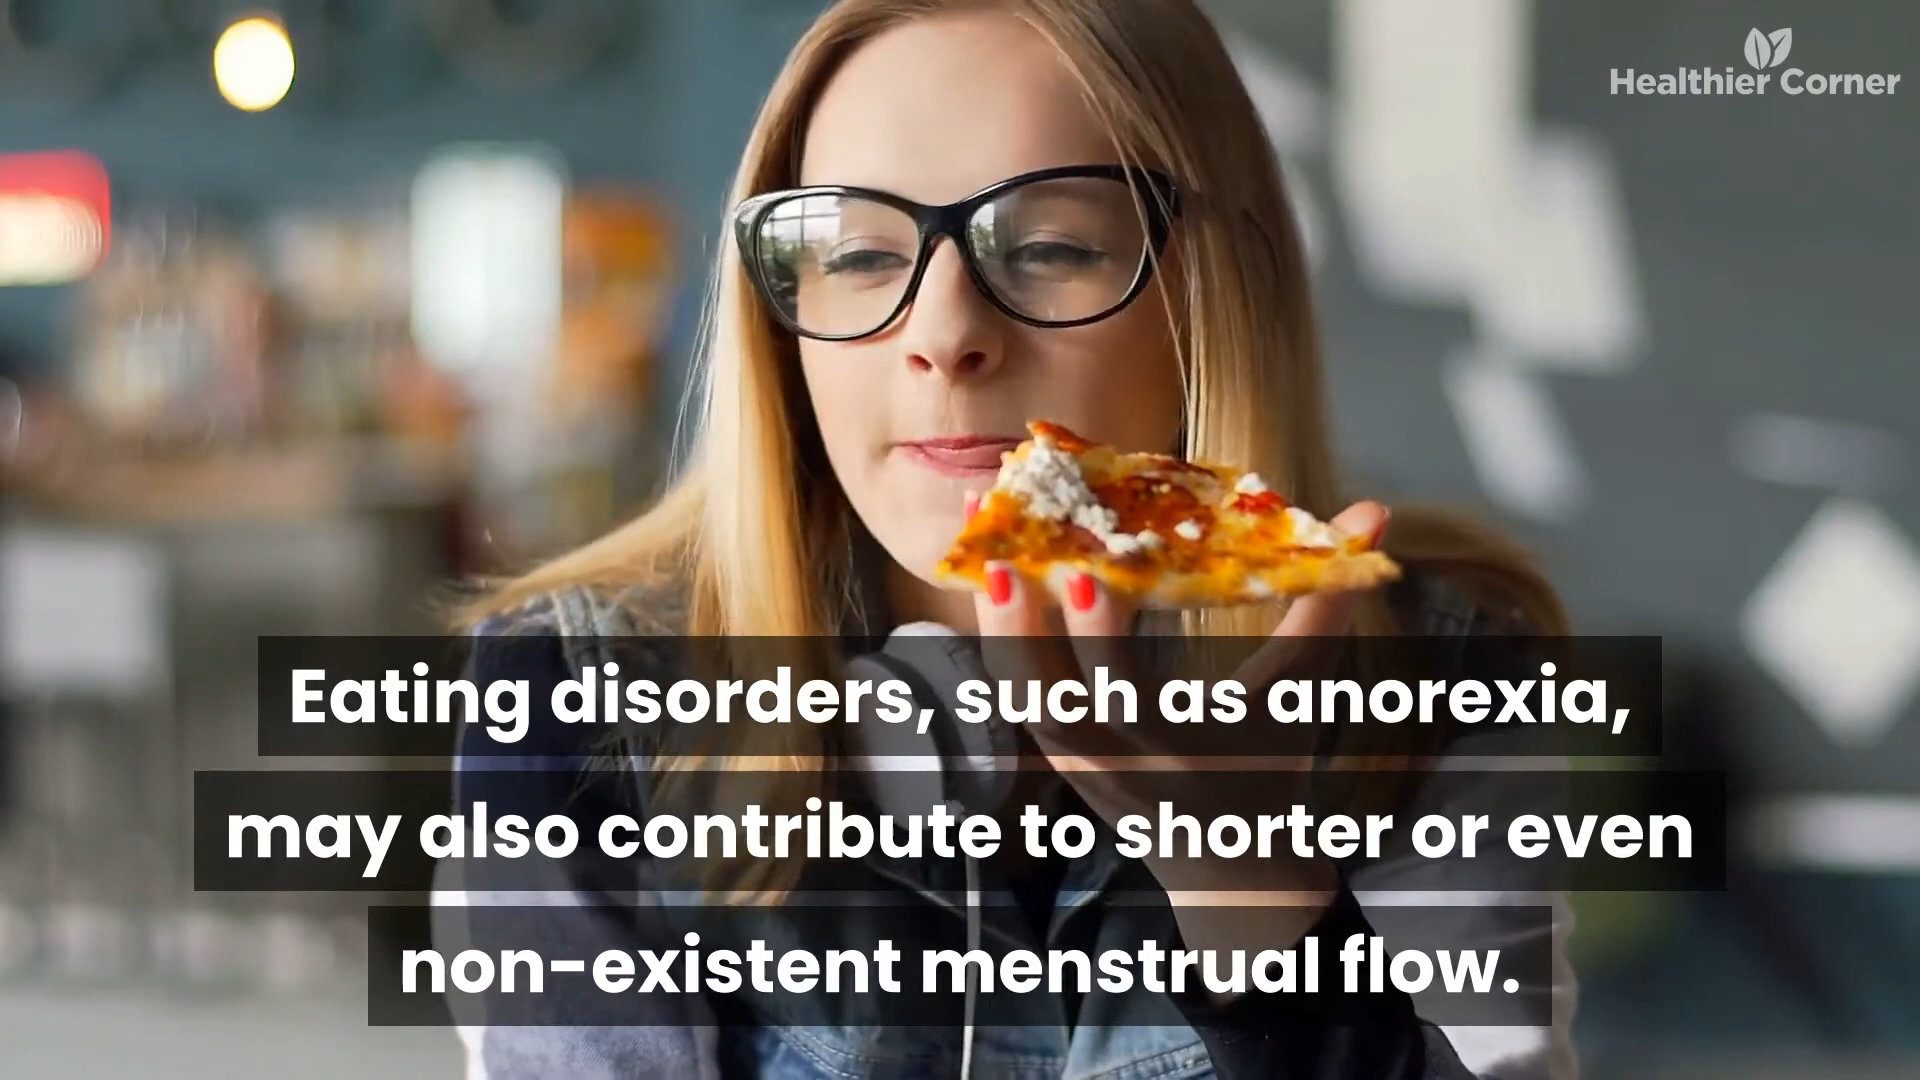 Healthier Corner
Eating disorders, such as anorexia,
may also contribute to shorter or even
non-existent menstrual flow.